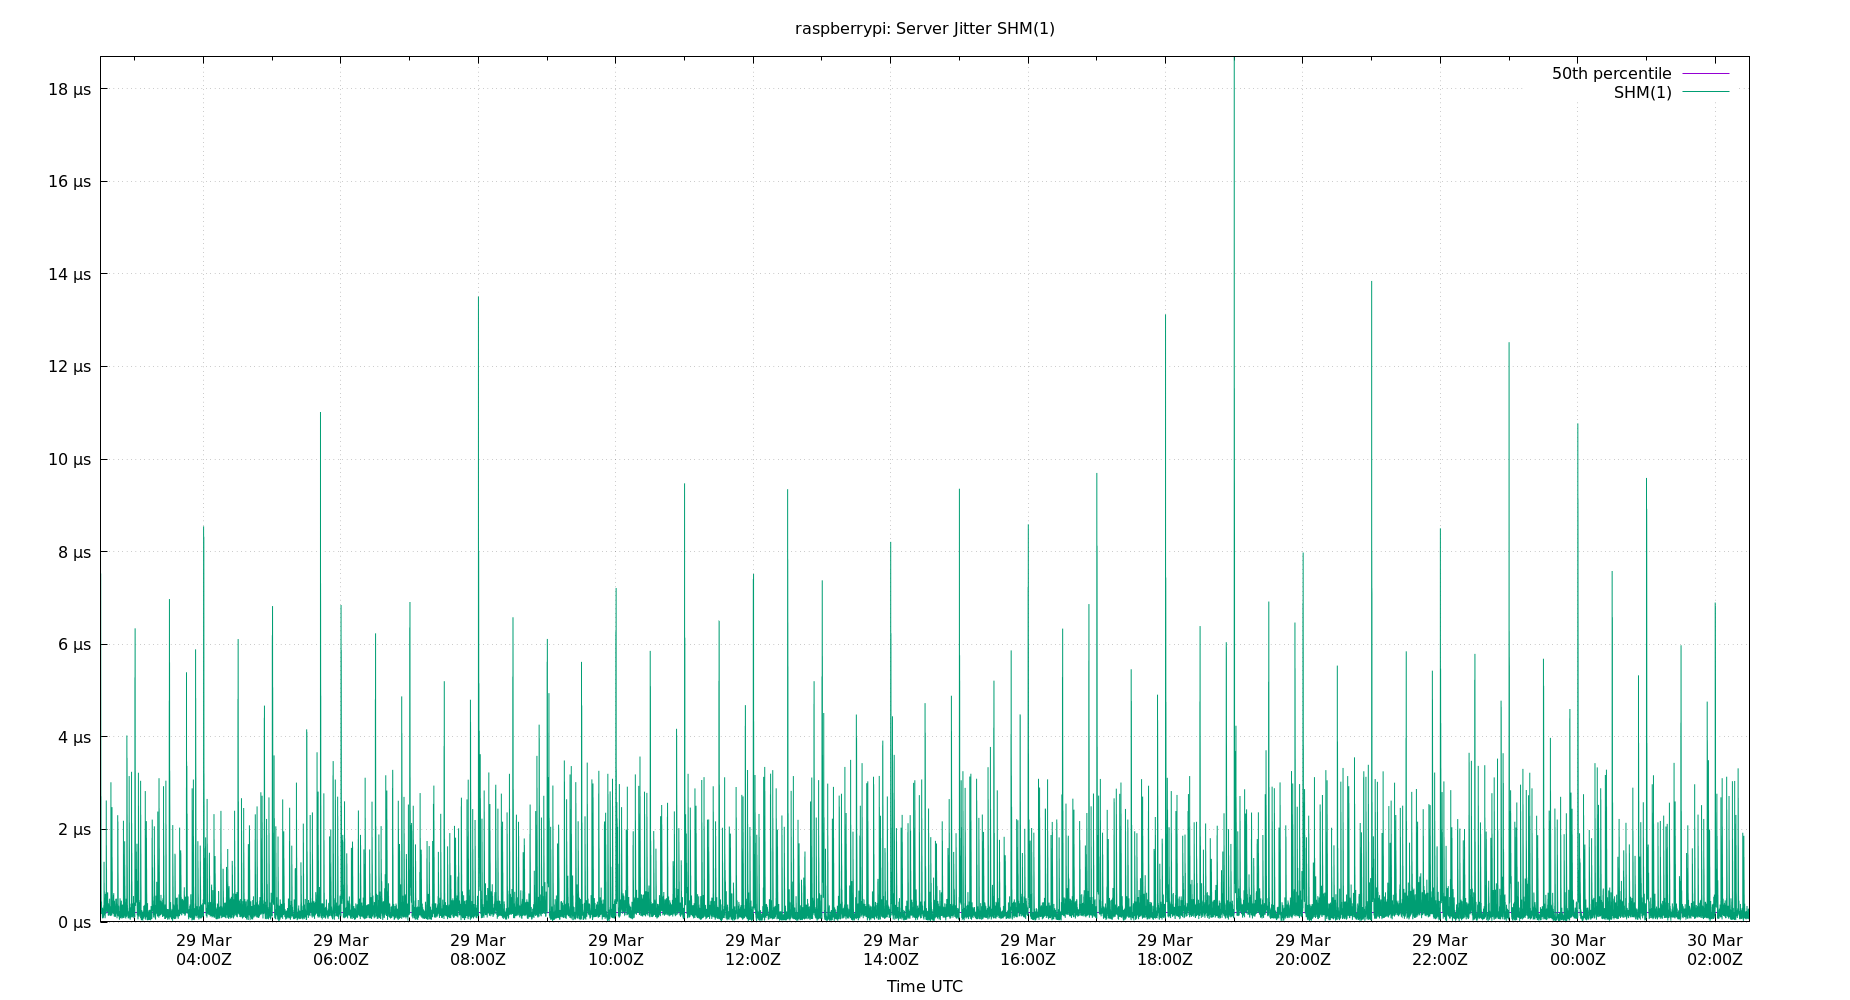 raspberrypi: Server Jitter SHM(1)
50th percentile
SHM(1)
18 µs
16 µs
14 µs
12 µs
10 µs
8 µs
6 µs
4 µs
2 µs
0 µs
29 Mar 29 Mar 29 Mar 29 Mar 29 Mar 29 Mar 29 Mar 29 Mar 29 Mar 29 Mar 30 Mar 30 Mar
04:00Z 06:00Z 08:00Z 10:00Z 12:00Z 14:00Z 16:00Z 18:00Z 20:00Z 22:00Z 00:00Z 02:00Z
Time UTC